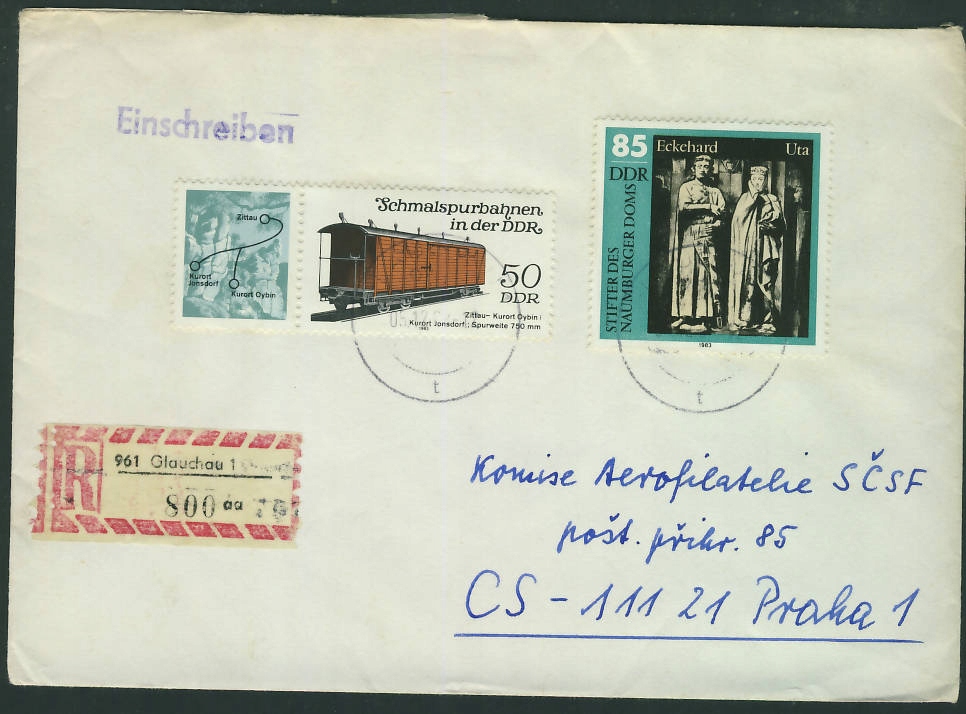 Einschreiben
85 Eckehard Uta
DDR
STIFTER DES
NAUMBURGER DOMS
1983
Zittau
Kurort
Jonsdorf
Kurort Oybin
Schmalspurbahnen
in der DDR
50
DDR
Zittau– Kurort Oybin /
Kurort Jonsdorf; Spurweite 750 mm
1983
t
t
R
961 Glauchau 1
800 aa
Komise Aerofilatelie SČSF
pošt. přihr. 85
CS - 111 21 Praha 1